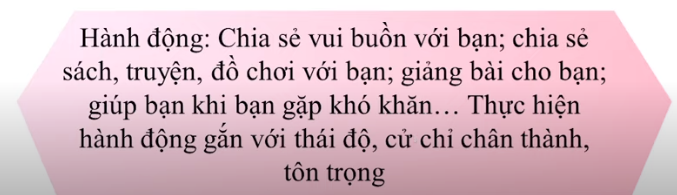 Hành động: Chia sẻ vui buồn với bạn; chia sẻ
sách, truyện, đồ chơi với bạn; giảng bài cho bạn;
giúp bạn khi bạn gặp khó khăn… Thực hiện
hành động gắn với thái độ, cử chỉ chân thành,
tôn trọng